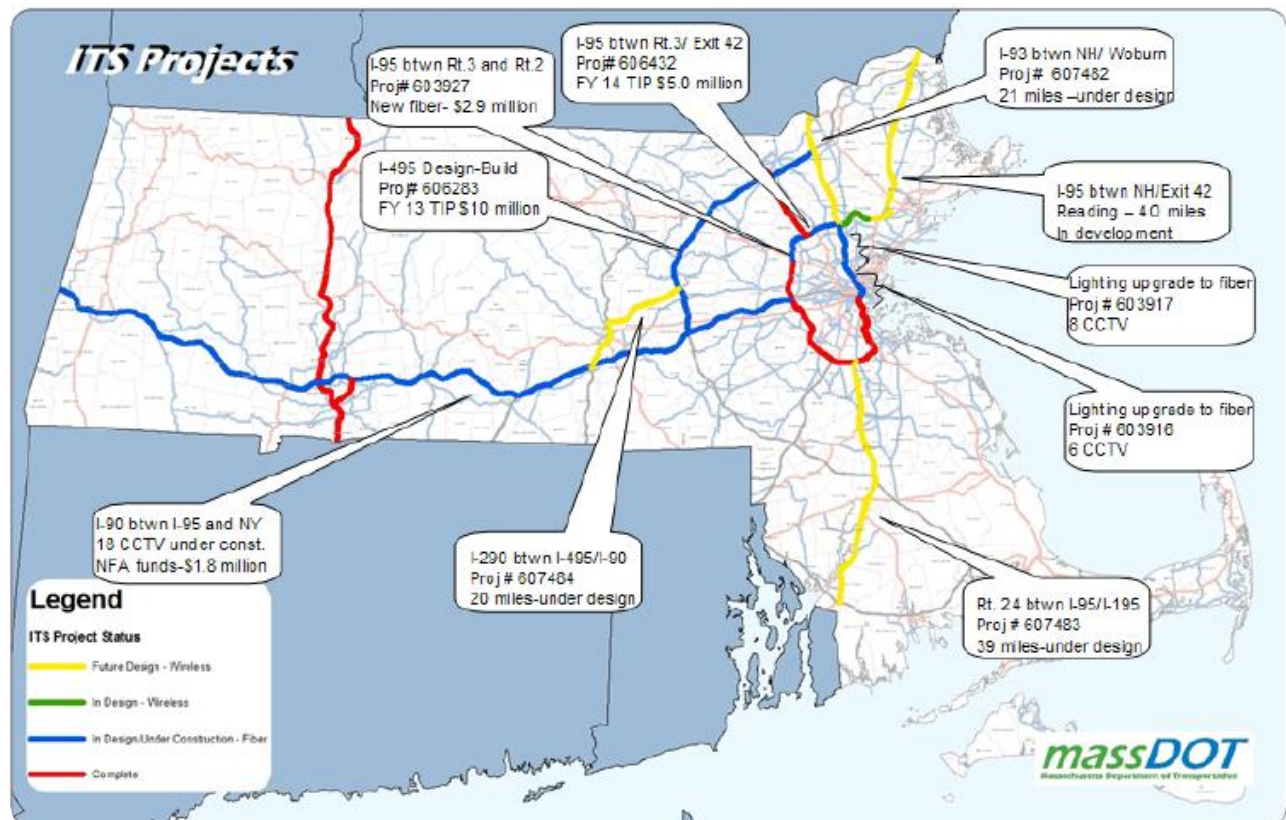 ITS Projects
I-95 btwn Rt.3 and Rt.2
Proj# 603927
New fiber- $2.9 million
I-95 btwn Rt.3/ Exit 42
Proj# 606432
FY 14 TIP $5.0 million
I-93 btwn NH/ Woburn
Proj# 607482
21 miles –under design
I-495 Design-Build
Proj# 606283
FY 13 TIP $10 million
I-95 btwn NH/Exit 42
Reading – 40 miles
In development
Lighting upgrade to fiber
Proj # 603917
8 CCTV
Lighting upgrade to fiber
Proj # 603916
6 CCTV
I-90 btwn I-95 and NY
18 CCTV under const.
NFA funds-$1.8 million
I-290 btwn I-495/I-90
Proj # 607484
20 miles-under design
Rt. 24 btwn I-95/I-195
Proj # 607483
39 miles-under design
Legend
ITS Project Status
Future Design - Wireless
In Design - Wireless
In Design/Under Construction - Fiber
Complete
massDOT
Massachusetts Department of Transportation